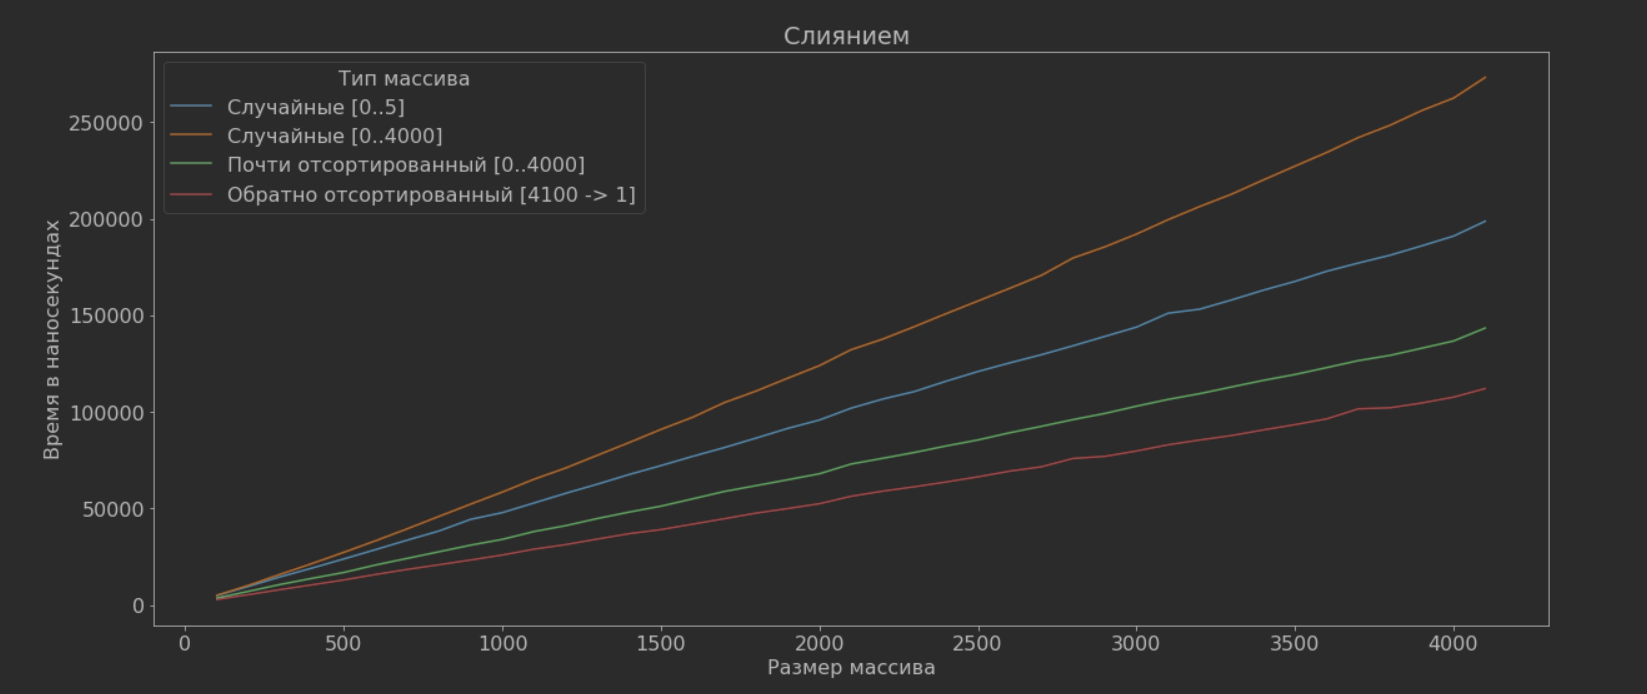 Слиянием
Тип массива
Случайные [0..5]
Случайные [0..4000]
Почти отсортированный [0..4000]
Обратно отсортированный [4100 -> 1]
Время в наносекундах
250000
200000
150000
100000
50000
0
0 500 1000 1500 2000 2500 3000 3500 4000
Размер массива